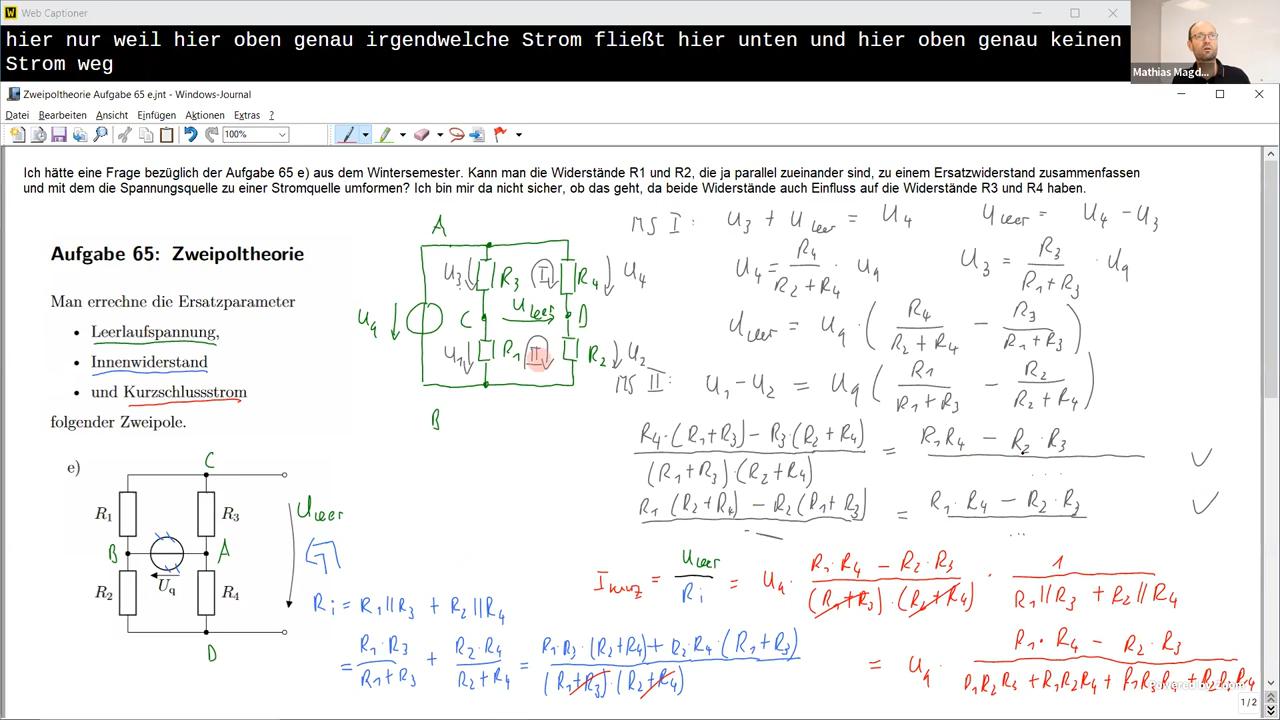 Web Captioner
hier nur weil hier oben genau irgendwelche Strom fließt hier unten und hier oben genau keinen
Strom weg
Mathias Magd...
Zweipoltheorie Aufgabe 65 e.jnt - Windows-Journal
Datei Bearbeiten Ansicht Einfügen Aktionen Extras ?
100%
Ich hätte eine Frage bezüglich der Aufgabe 65 e) aus dem Wintersemester. Kann man die Widerstände R1 und R2, die ja parallel zueinander sind, zu einem Ersatzwiderstand zusammenfassen
und mit dem die Spannungsquelle zu einer Stromquelle umformen? Ich bin mir da nicht sicher, ob das geht, da beide Widerstände auch Einfluss auf die Widerstände R3 und R4 haben.
Aufgabe 65: Zweipoltheorie
Man errechne die Ersatzparameter
• Leerlaufspannung,
• Innenwiderstand
• und Kurzschlussstrom
folgender Zweipole.
e)
C
R1 R3
B A
Uq
R2 R4
D
Uleer
A
U3 R3 I R4 U4
Uq C Uleer D
U1 R1 II R2 U2
B
MS I: U3 + Uleer = U4 Uleer = U4 - U3
U4 = R4 / (R2+R4) · Uq U3 = R3 / (R1+R3) · Uq
Uleer = Uq · (R4 / (R2+R4) - R3 / (R1+R3))
MS II: U1 - U2 = Uq (R1 / (R1+R3) - R2 / (R2+R4))
R4·(R1+R3) - R3(R2+R4) / (R1+R3)·(R2+R4) = R1R4 - R2·R3 / ... ✓
R1(R2+R4) - R2(R1+R3) / = R1·R4 - R2·R3 / ... ✓
Ri = R1||R3 + R2||R4
= R1·R3 / (R1+R3) + R2·R4 / (R2+R4) = R1·R3·(R2+R4) + R2·R4·(R1+R3) / (R1+R3)·(R2+R4)
Ikurz = Uleer / Ri = Uq · R1·R4 - R2·R3 / (R1+R3)·(R2+R4) · 1 / (R1||R3 + R2||R4)
= Uq · R1·R4 - R2·R3 / R1R2R3 + R1R2R4 + R1R3R4 + R2R3R4
1/2